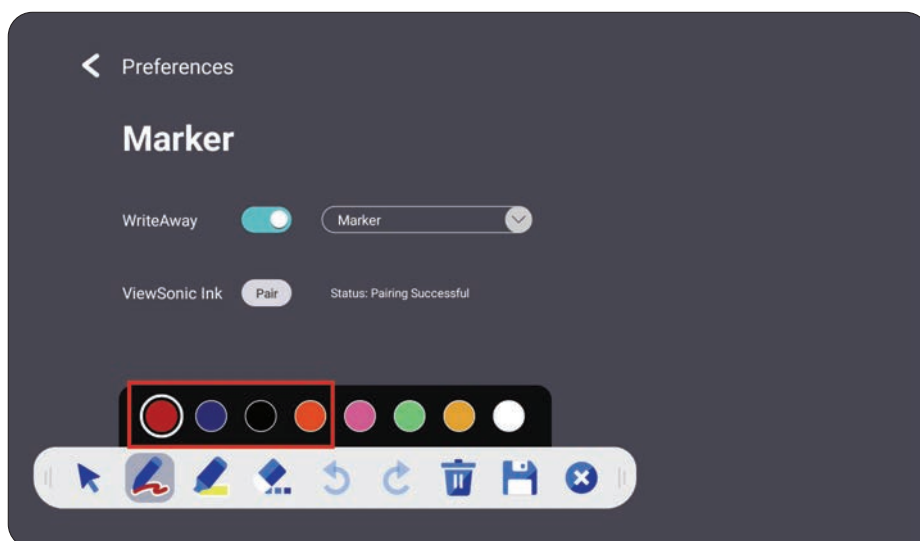 Preferences
Marker
WriteAway Marker
ViewSonic Ink Pair Status: Pairing Successful